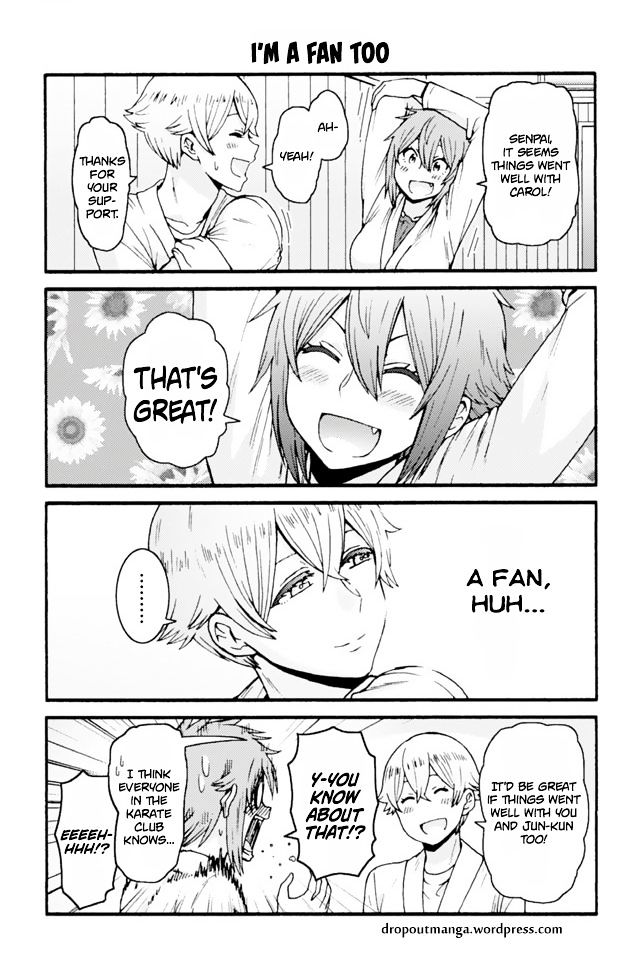 I'M A FAN TOO
SENPAI,
IT SEEMS
THINGS WENT
WELL WITH
CAROL!
AH-
YEAH!
THANKS
FOR
YOUR
SUP-
PORT.
THAT'S
GREAT!
A FAN,
HUH...
.........
IT'D BE GREAT
IF THINGS WENT
WELL WITH YOU
AND JUN-KUN
TOO!
Y-YOU
KNOW
ABOUT
THAT!?
I THINK
EVERYONE
IN THE
KARATE
CLUB
KNOWS...
EEEEH-
HHH!?
dropoutmanga.wordpress.com